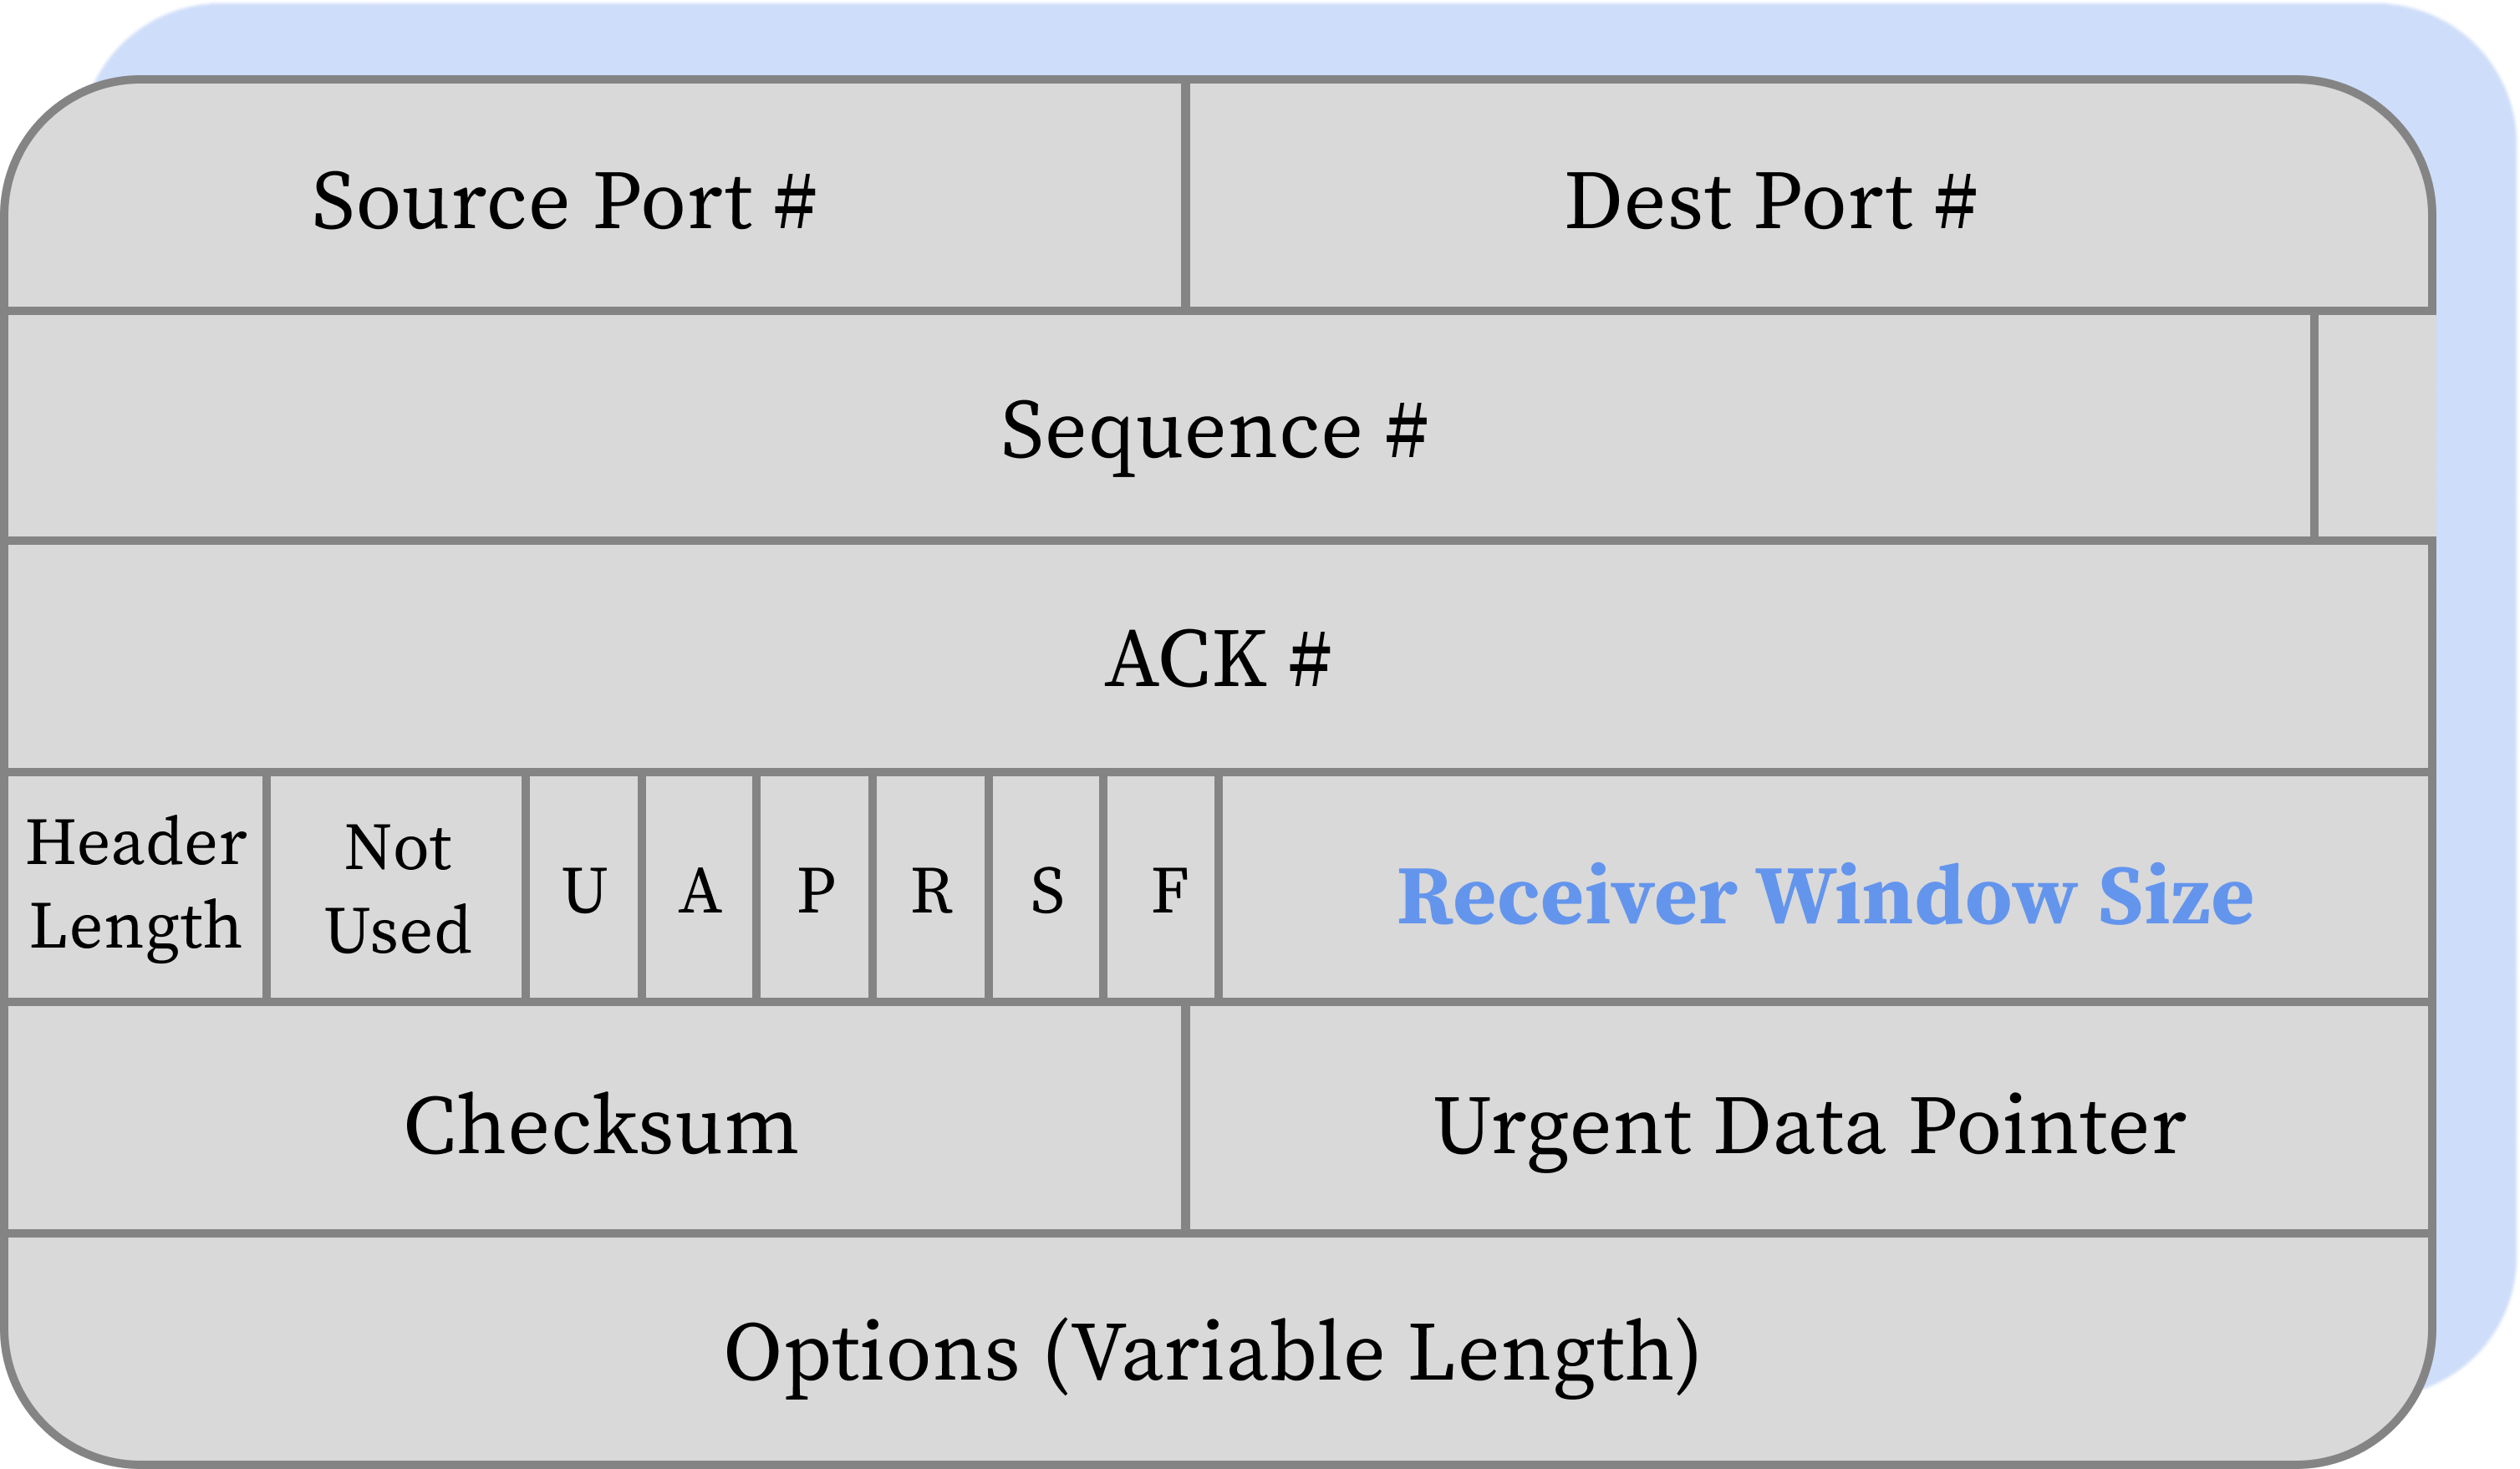 Source Port #
Dest Port #
Sequence #
ACK #
Header
Length
Not
Used
U
A
P
R
S
F
Receiver Window Size
Checksum
Urgent Data Pointer
Options (Variable Length)